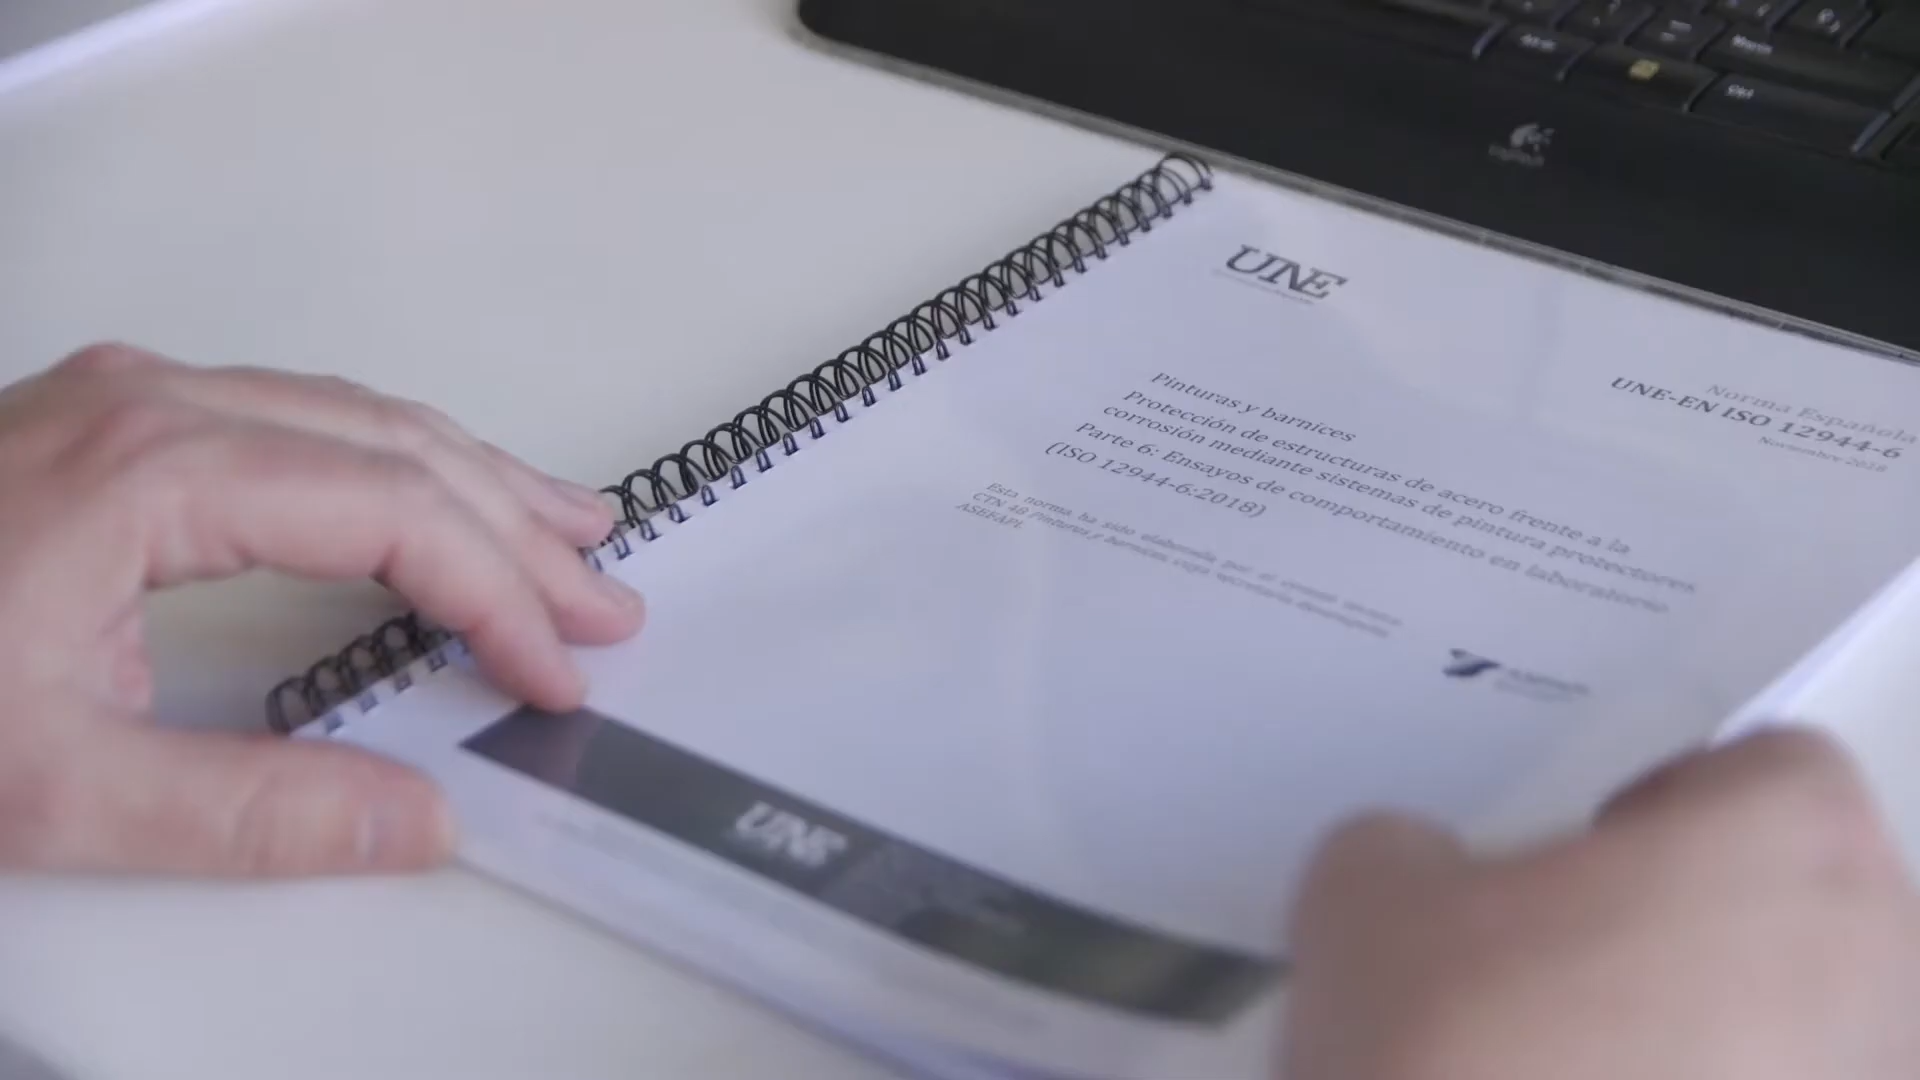 UNE
Norma Española
UNE-EN ISO 12944-6
Noviembre 2018
Pinturas y barnices
Protección de estructuras de acero frente a la
corrosión mediante sistemas de pintura protectores
Parte 6: Ensayos de comportamiento en laboratorio
(ISO 12944-6:2018)
Esta norma ha sido elaborada por el comité técnico
CTN 48 Pinturas y barnices, cuya secretaría desempeña
ASEFAPI.
UNE